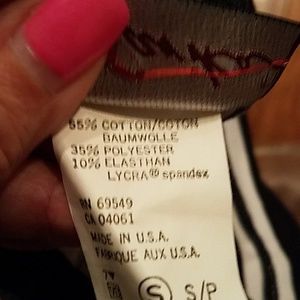 55% COTTON/COTON
BAUMWOLLE
35% POLYESTER
10% ELASTHAN
LYCRA® spandex
RN 69549
CA 04061
MADE IN U.S.A.
FABRIQUE AUX U.S.A.
S S/P